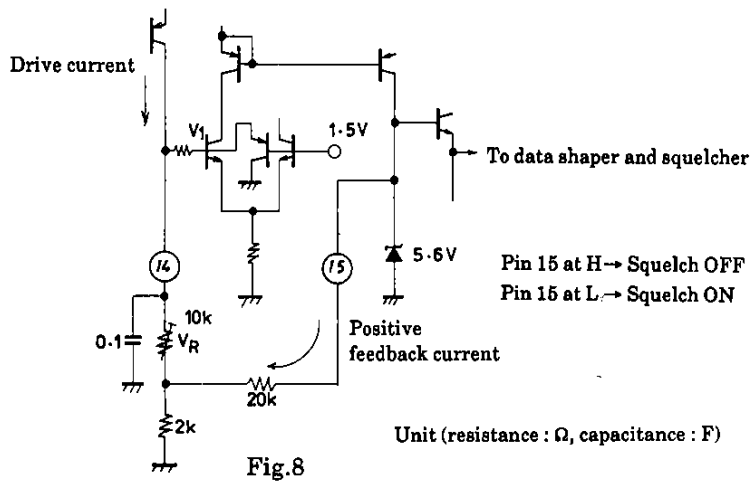 Drive current
V1
1·5V
To data shaper and squelcher
14
15
5·6V
Pin 15 at H→ Squelch OFF
Pin 15 at L→ Squelch ON
10k
0·1
VR
Positive
feedback current
20k
2k
Unit (resistance : Ω, capacitance : F)
Fig.8